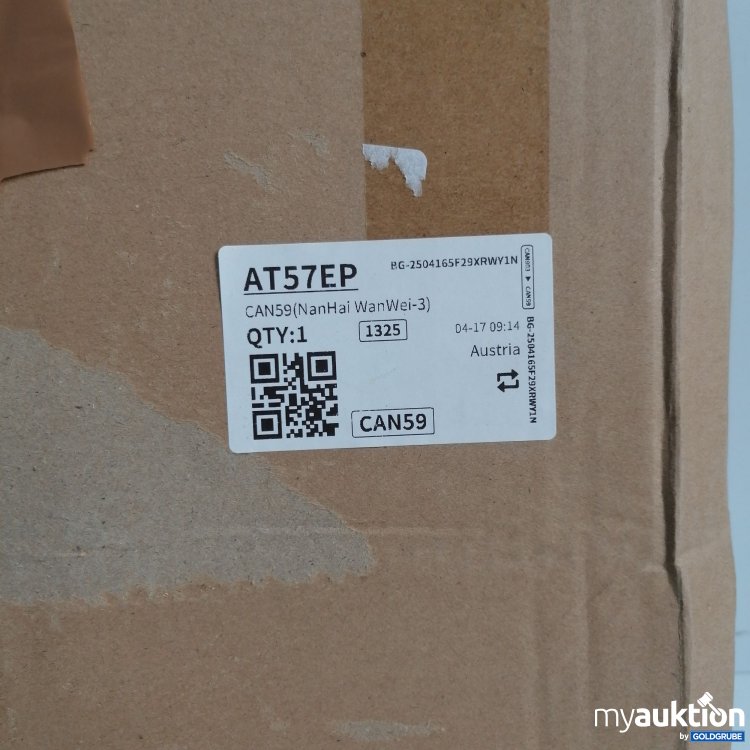 AT57EP
BG-2504165F29XRWY1N
CAN59(NanHai WanWei-3)
QTY:1
1325
04-17 09:14
Austria
CAN59
CAN59
BG-2504165F29XRWY1N
myauktion
by GOLDGRUBE